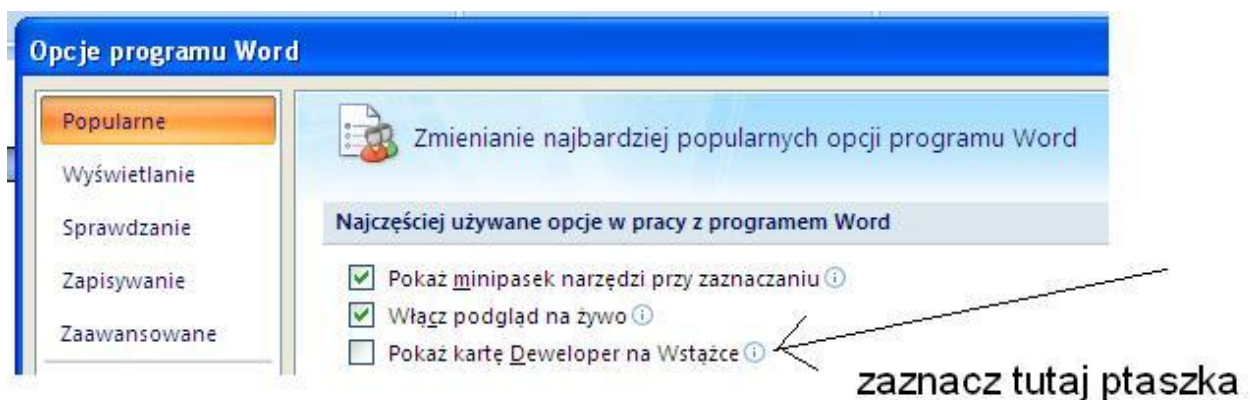 Opcje programu Word
Popularne
Wyświetlanie
Sprawdzanie
Zapisywanie
Zaawansowane
Zmienianie najbardziej popularnych opcji programu Word
Najczęściej używane opcje w pracy z programem Word
Pokaż minipasek narzędzi przy zaznaczaniu
Włącz podgląd na żywo
Pokaż kartę Deweloper na Wstążce
zaznacz tutaj ptaszka